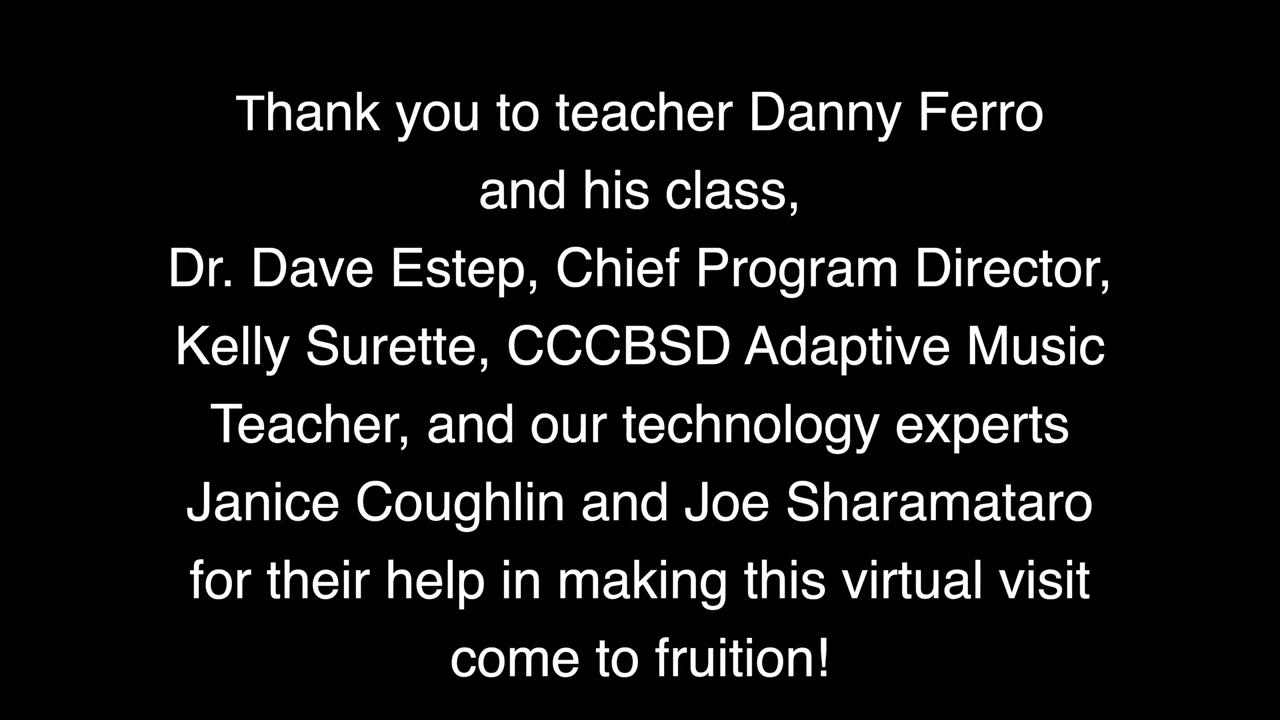 Thank you to teacher Danny Ferro
and his class,
Dr. Dave Estep, Chief Program Director,
Kelly Surette, CCCBSD Adaptive Music
Teacher, and our technology experts
Janice Coughlin and Joe Sharamataro
for their help in making this virtual visit
come to fruition!